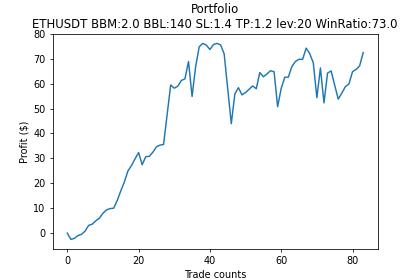 Portfolio
ETHUSDT BBM:2.0 BBL:140 SL:1.4 TP:1.2 lev:20 WinRatio:73.0
80
70
60
50
40
30
20
10
0
Profit ($)
0 20 40 60 80
Trade counts